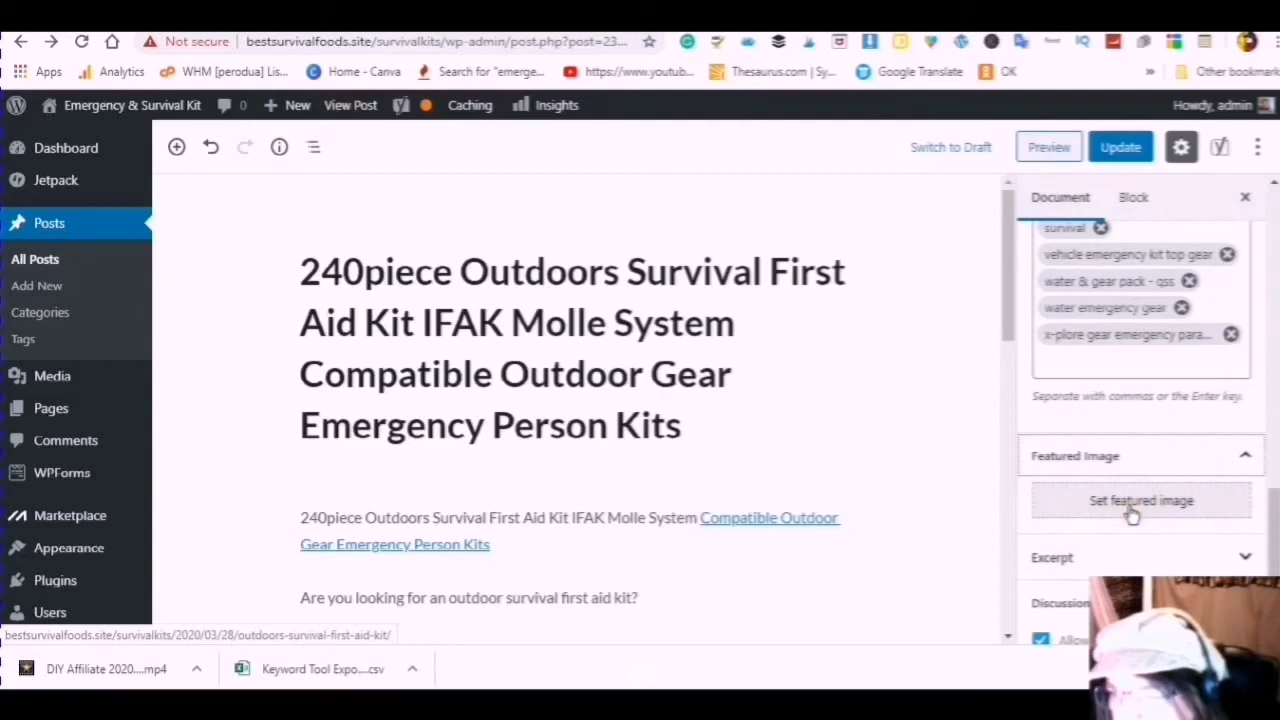 Not secure | bestsurvivalfoods.site/survivalkits/wp-admin/post.php?post=23...
Apps Analytics WHM [perodua] Lis... Home - Canva Search for "emerge... https://www.youtub... Thesaurus.com | Sy... Google Translate OK » Other bookmark
Emergency & Survival Kit 0 New View Post Caching Insights Howdy, admin
Dashboard
Jetpack
Posts
All Posts
Add New
Categories
Tags
Media
Pages
Comments
WPForms
Marketplace
Appearance
Plugins
Users
Switch to Draft Preview Update
240piece Outdoors Survival First
Aid Kit IFAK Molle System
Compatible Outdoor Gear
Emergency Person Kits
240piece Outdoors Survival First Aid Kit IFAK Molle System Compatible Outdoor
Gear Emergency Person Kits
Are you looking for an outdoor survival first aid kit?
Document Block
survival
vehicle emergency kit top gear
water & gear pack - qss
water emergency gear
x-plore gear emergency para...
Separate with commas or the Enter key.
Featured Image
Set featured image
Excerpt
Discussion
Allow
bestsurvivalfoods.site/survivalkits/2020/03/28/outdoors-survival-first-aid-kit/
DIY Affiliate 2020....mp4 Keyword Tool Expo....csv